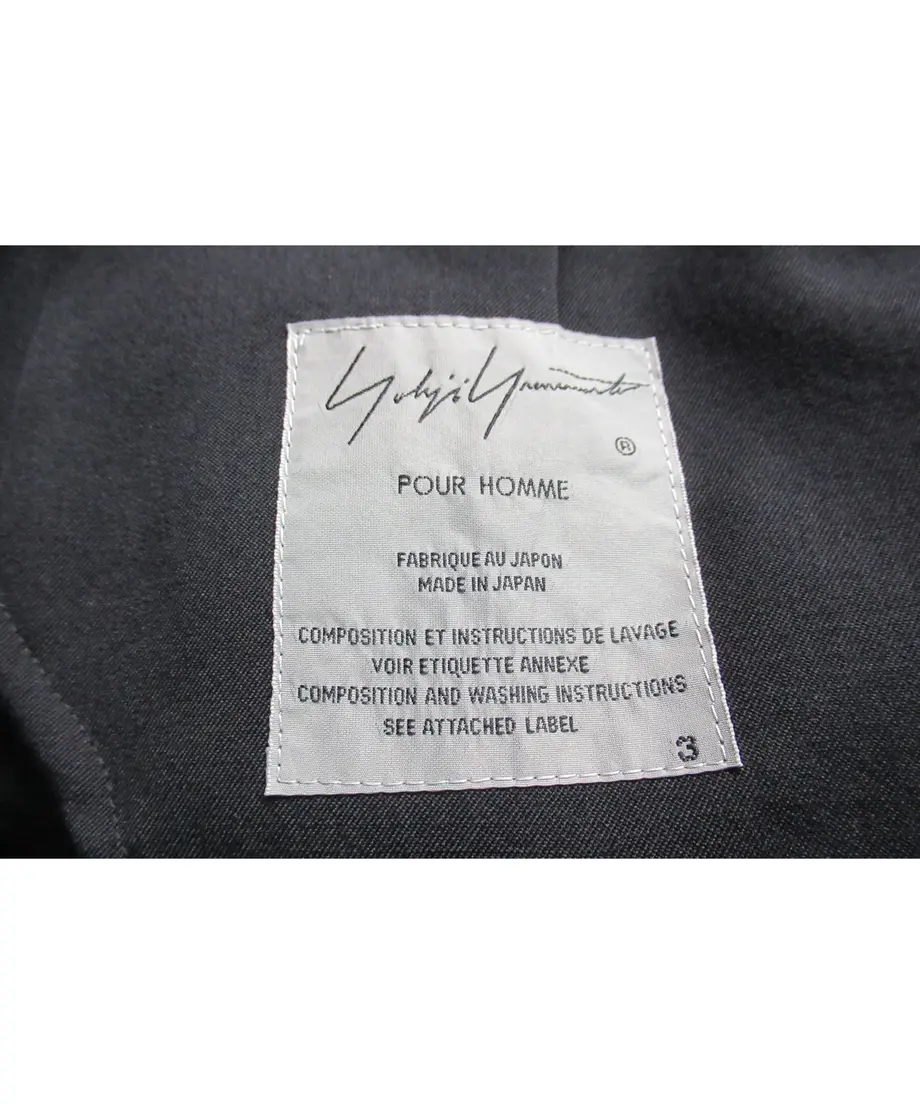 Yohji Yamamoto
®
POUR HOMME
FABRIQUE AU JAPON
MADE IN JAPAN
COMPOSITION ET INSTRUCTIONS DE LAVAGE
VOIR ETIQUETTE ANNEXE
COMPOSITION AND WASHING INSTRUCTIONS
SEE ATTACHED LABEL
3